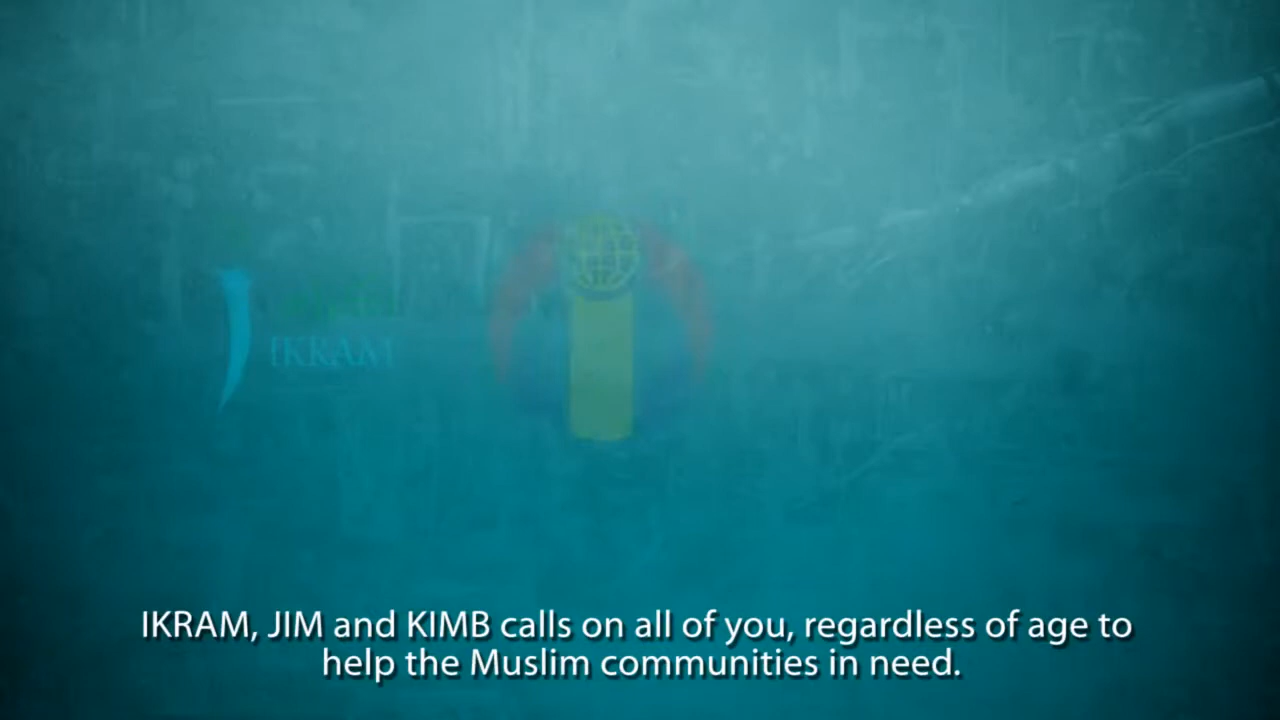 IKRAM
IKRAM, JIM and KIMB calls on all of you, regardless of age to
help the Muslim communities in need.